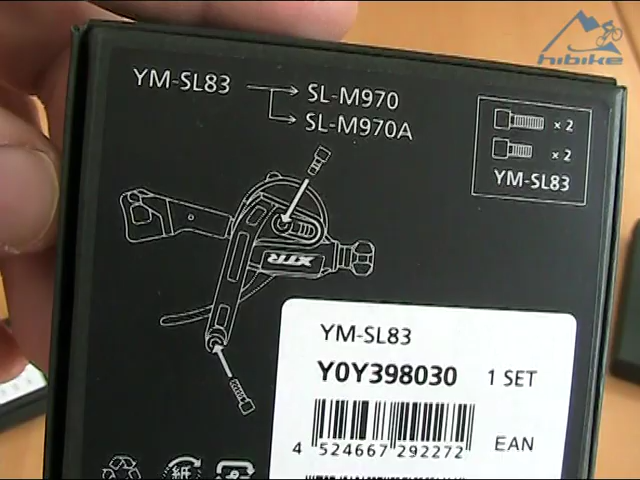 hibike
YM-SL83
SL-M970
SL-M970A
x 2
x 2
YM-SL83
XTR
YM-SL83
Y0Y398030 1 SET
4 524667 292272 EAN
紙